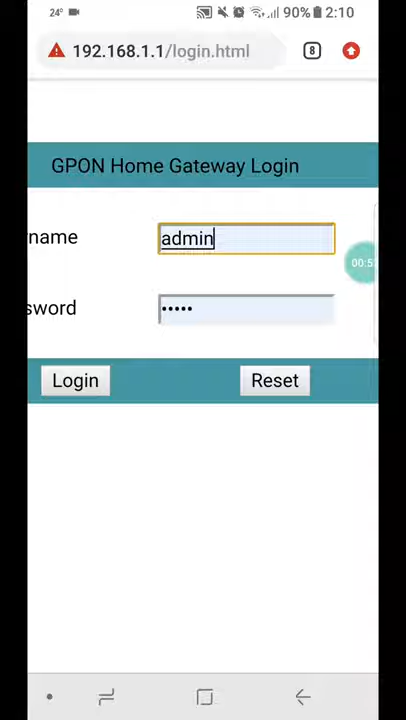 24° 90% 2:10
192.168.1.1/login.html 8
GPON Home Gateway Login
rname admin
sword •••••
00:5
Login Reset